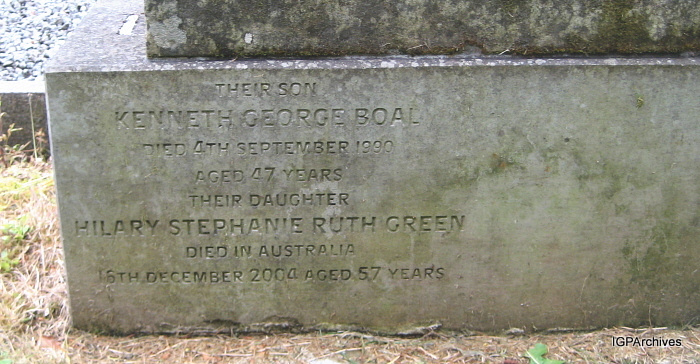 THEIR SON
KENNETH GEORGE BOAL
DIED 4TH SEPTEMBER 1990
AGED 47 YEARS
THEIR DAUGHTER
HILARY STEPHANIE RUTH GREEN
DIED IN AUSTRALIA
16TH DECEMBER 2004 AGED 57 YEARS
IGPArchives